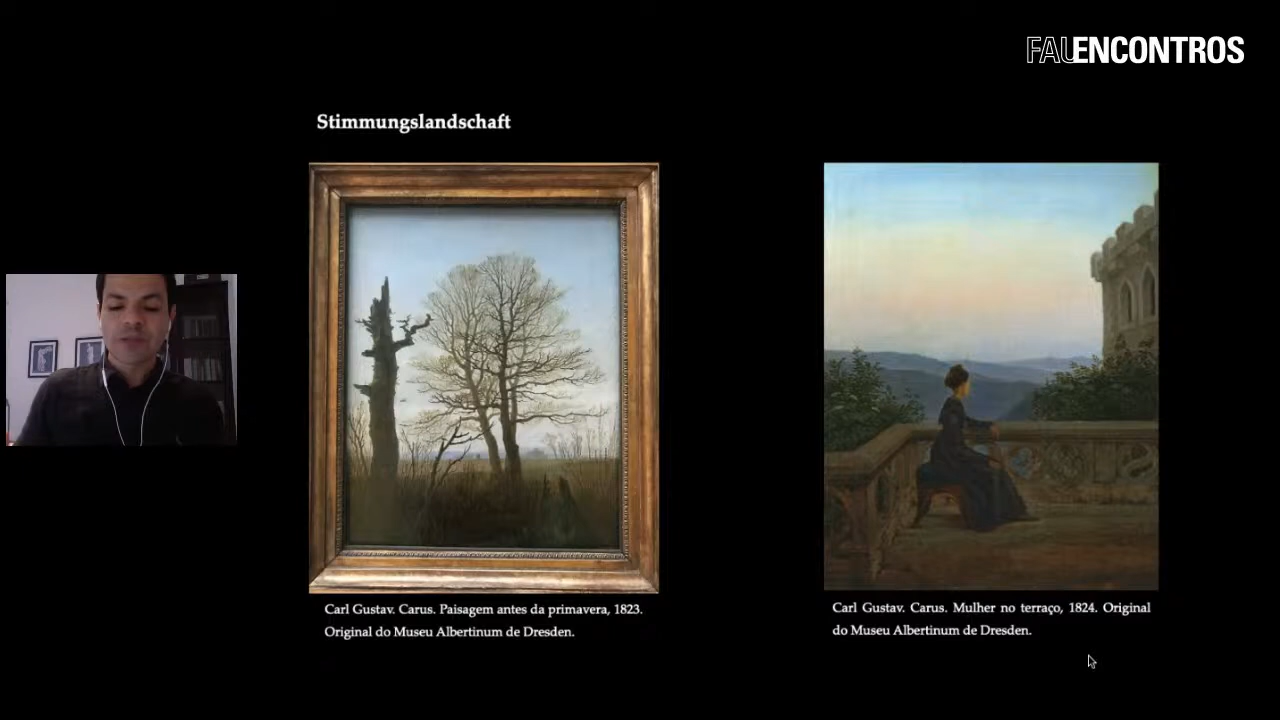 FAUENCONTROS
Stimmungslandschaft
Carl Gustav. Carus. Paisagem antes da primavera, 1823.
Original do Museu Albertinum de Dresden.
Carl Gustav. Carus. Mulher no terraço, 1824. Original
do Museu Albertinum de Dresden.